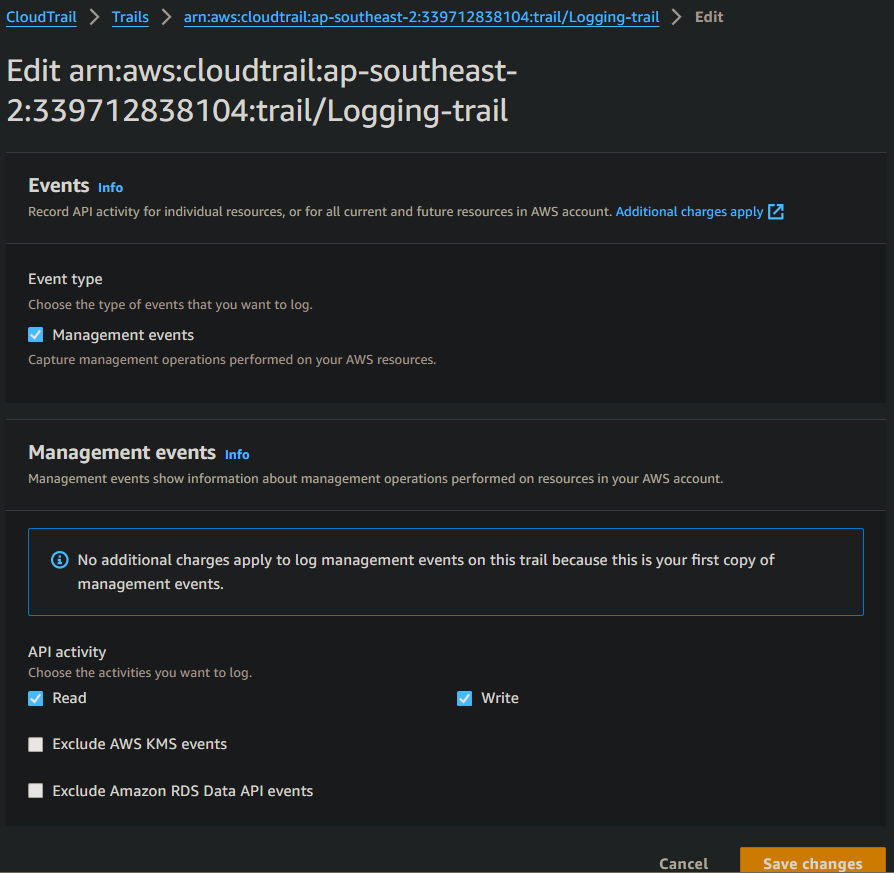 CloudTrail > Trails > arn:aws:cloudtrail:ap-southeast-2:339712838104:trail/Logging-trail > Edit
Edit arn:aws:cloudtrail:ap-southeast-
2:339712838104:trail/Logging-trail
Events Info
Record API activity for individual resources, or for all current and future resources in AWS account. Additional charges apply
Event type
Choose the type of events that you want to log.
Management events
Capture management operations performed on your AWS resources.
Management events Info
Management events show information about management operations performed on resources in your AWS account.
No additional charges apply to log management events on this trail because this is your first copy of
management events.
API activity
Choose the activities you want to log.
Read Write
Exclude AWS KMS events
Exclude Amazon RDS Data API events
Cancel Save changes